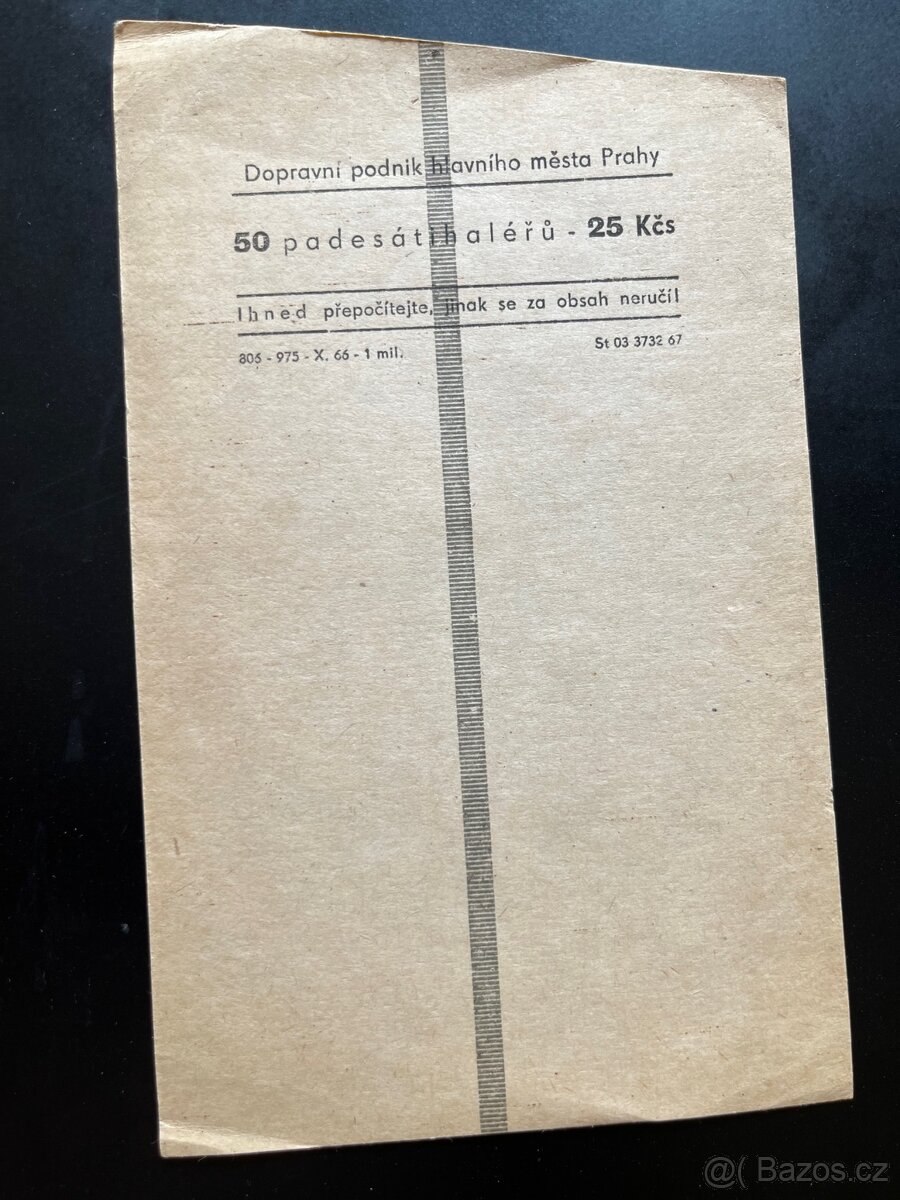 Dopravní podnik hlavního města Prahy
50 padesátihaléřů - 25 Kčs
Ihned přepočítejte, jinak se za obsah neručí!
806 - 975 - X. 66 - 1 mil.
St 03 3732 67
@( Bazos.cz